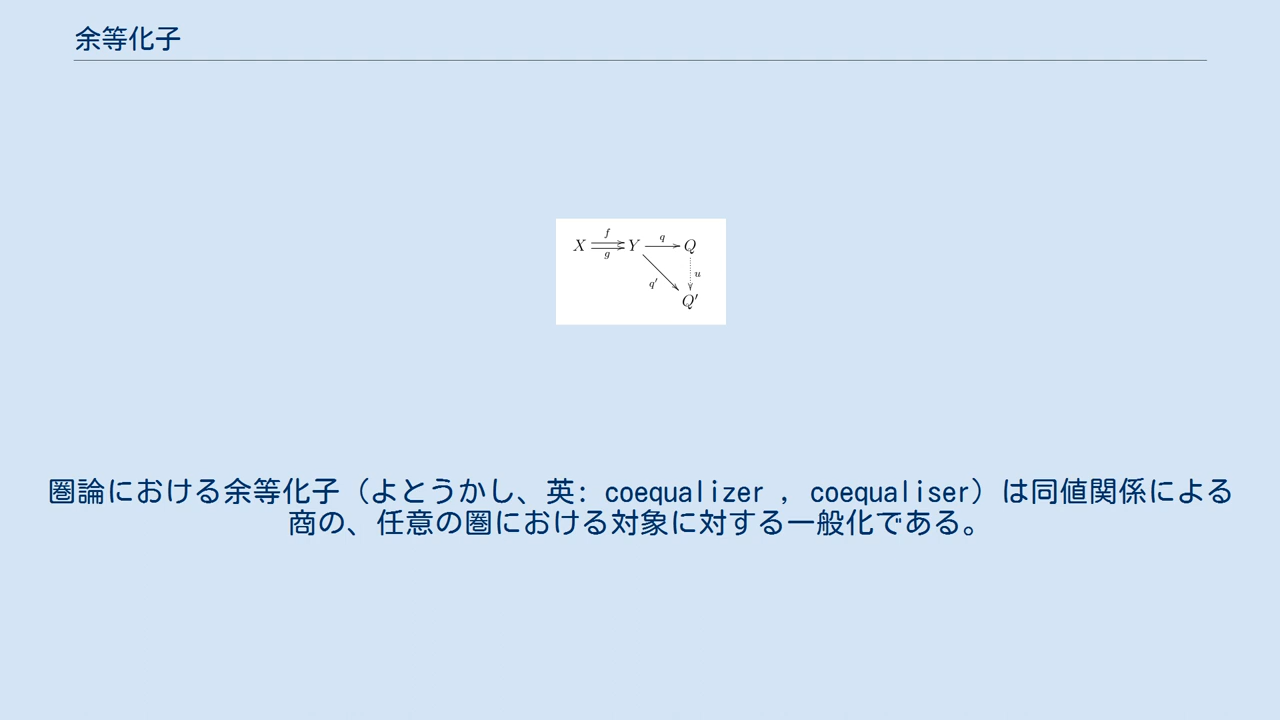 余等化子
f
X Y q Q
g
u
q′
Q′
圏論における余等化子（よとうかし、英: coequalizer , coequaliser）は同値関係による
商の、任意の圏における対象に対する一般化である。